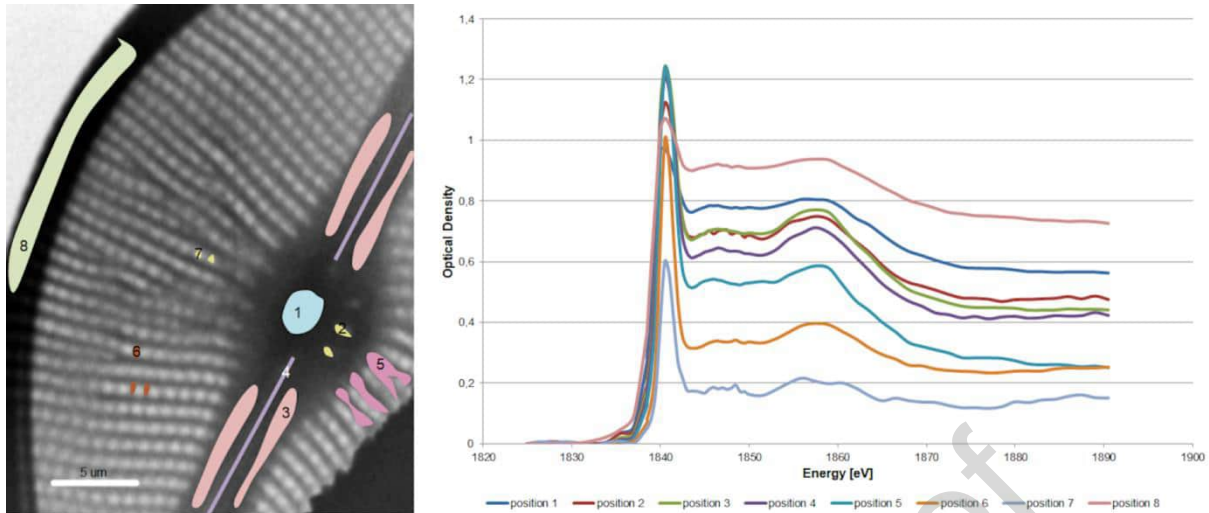 8
7
6
1
2
4
5
3
5 um
Optical Density
1,4
1,2
1
0,8
0,6
0,4
0,2
0
1820 1830 1840 1850 1860 1870 1880 1890 1900
Energy [eV]
position 1 position 2 position 3 position 4 position 5 position 6 position 7 position 8
of